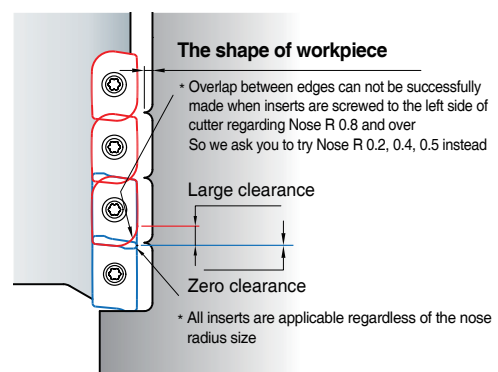 The shape of workpiece
* Overlap between edges can not be successfully
made when inserts are screwed to the left side of
cutter regarding Nose R 0.8 and over
So we ask you to try Nose R 0.2, 0.4, 0.5 instead
Large clearance
Zero clearance
* All inserts are applicable regardless of the nose
radius size